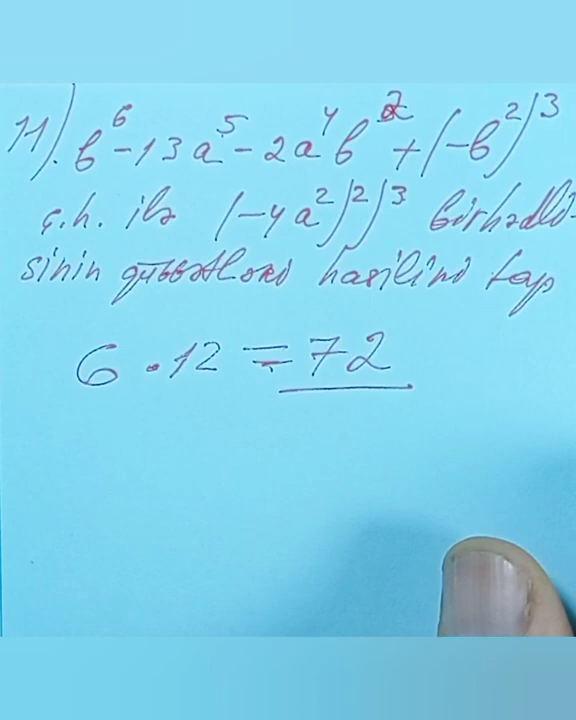 11). b⁶ - 13a⁵ - 2a⁴b² + (-b²)³
ç.h. ilə (-4a²)²)³ birhədli-
sinin qüvvətləri hasilini tap
6 · 12 = 72